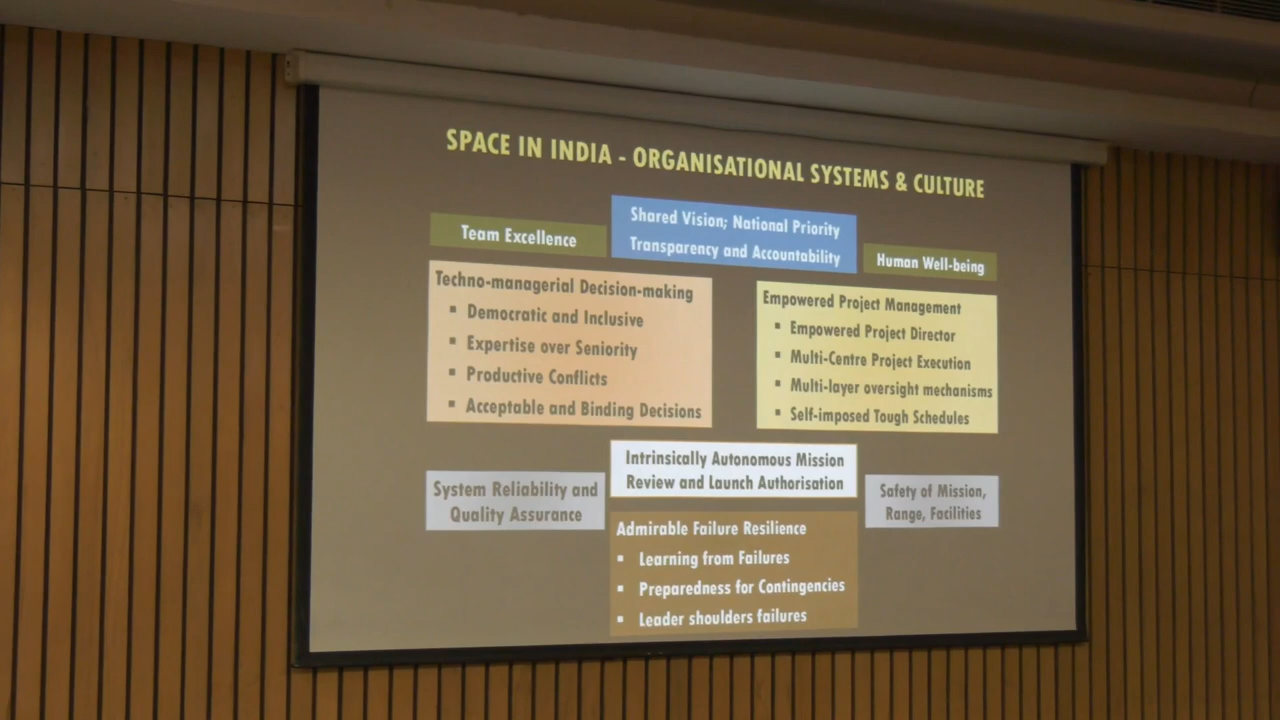 SPACE IN INDIA - ORGANISATIONAL SYSTEMS & CULTURE
Team Excellence
Shared Vision; National Priority
Transparency and Accountability
Human Well-being
Techno-managerial Decision-making
▪ Democratic and Inclusive
▪ Expertise over Seniority
▪ Productive Conflicts
▪ Acceptable and Binding Decisions
Empowered Project Management
▪ Empowered Project Director
▪ Multi-Centre Project Execution
▪ Multi-layer oversight mechanisms
▪ Self-imposed Tough Schedules
System Reliability and
Quality Assurance
Intrinsically Autonomous Mission
Review and Launch Authorisation
Safety of Mission,
Range, Facilities
Admirable Failure Resilience
▪ Learning from Failures
▪ Preparedness for Contingencies
▪ Leader shoulders failures